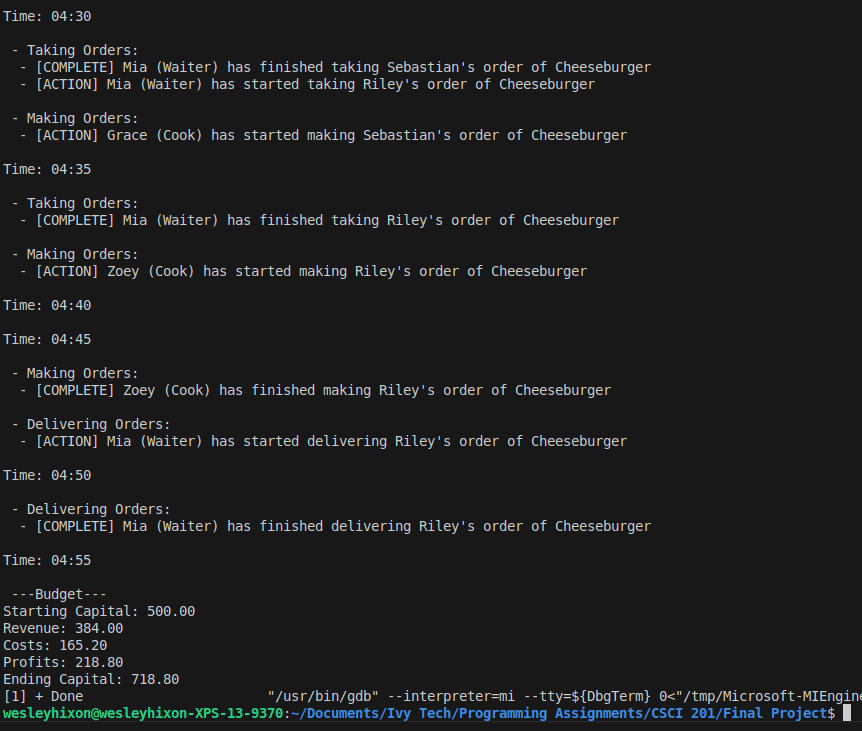 Time: 04:30
- Taking Orders:
- [COMPLETE] Mia (Waiter) has finished taking Sebastian's order of Cheeseburger
- [ACTION] Mia (Waiter) has started taking Riley's order of Cheeseburger
- Making Orders:
- [ACTION] Grace (Cook) has started making Sebastian's order of Cheeseburger
Time: 04:35
- Taking Orders:
- [COMPLETE] Mia (Waiter) has finished taking Riley's order of Cheeseburger
- Making Orders:
- [ACTION] Zoey (Cook) has started making Riley's order of Cheeseburger
Time: 04:40
Time: 04:45
- Making Orders:
- [COMPLETE] Zoey (Cook) has finished making Riley's order of Cheeseburger
- Delivering Orders:
- [ACTION] Mia (Waiter) has started delivering Riley's order of Cheeseburger
Time: 04:50
- Delivering Orders:
- [COMPLETE] Mia (Waiter) has finished delivering Riley's order of Cheeseburger
Time: 04:55
---Budget---
Starting Capital: 500.00
Revenue: 384.00
Costs: 165.20
Profits: 218.80
Ending Capital: 718.80
[1] + Done "/usr/bin/gdb" --interpreter=mi --tty=${DbgTerm} 0<"/tmp/Microsoft-MIEngine
wesleyhixon@wesleyhixon-XPS-13-9370:~/Documents/Ivy Tech/Programming Assignments/CSCI 201/Final Project$